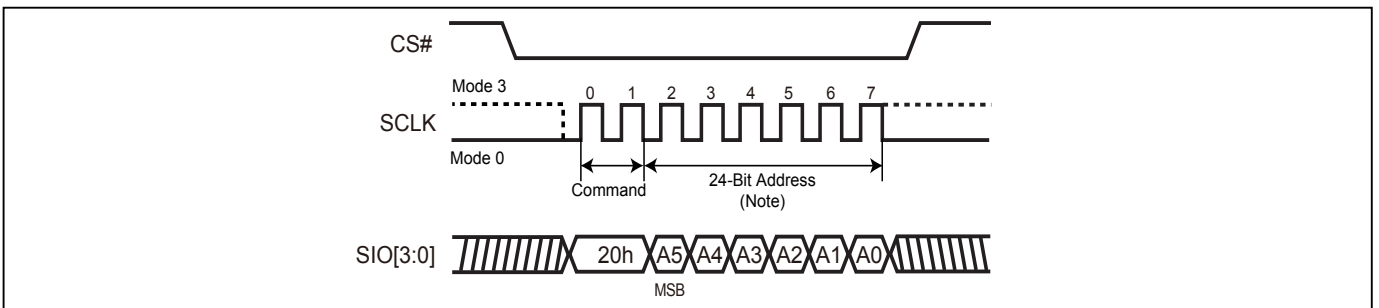 CS#
Mode 3
0 1 2 3 4 5 6 7
SCLK
Mode 0
Command
24-Bit Address
(Note)
SIO[3:0]
20h A5 A4 A3 A2 A1 A0
MSB